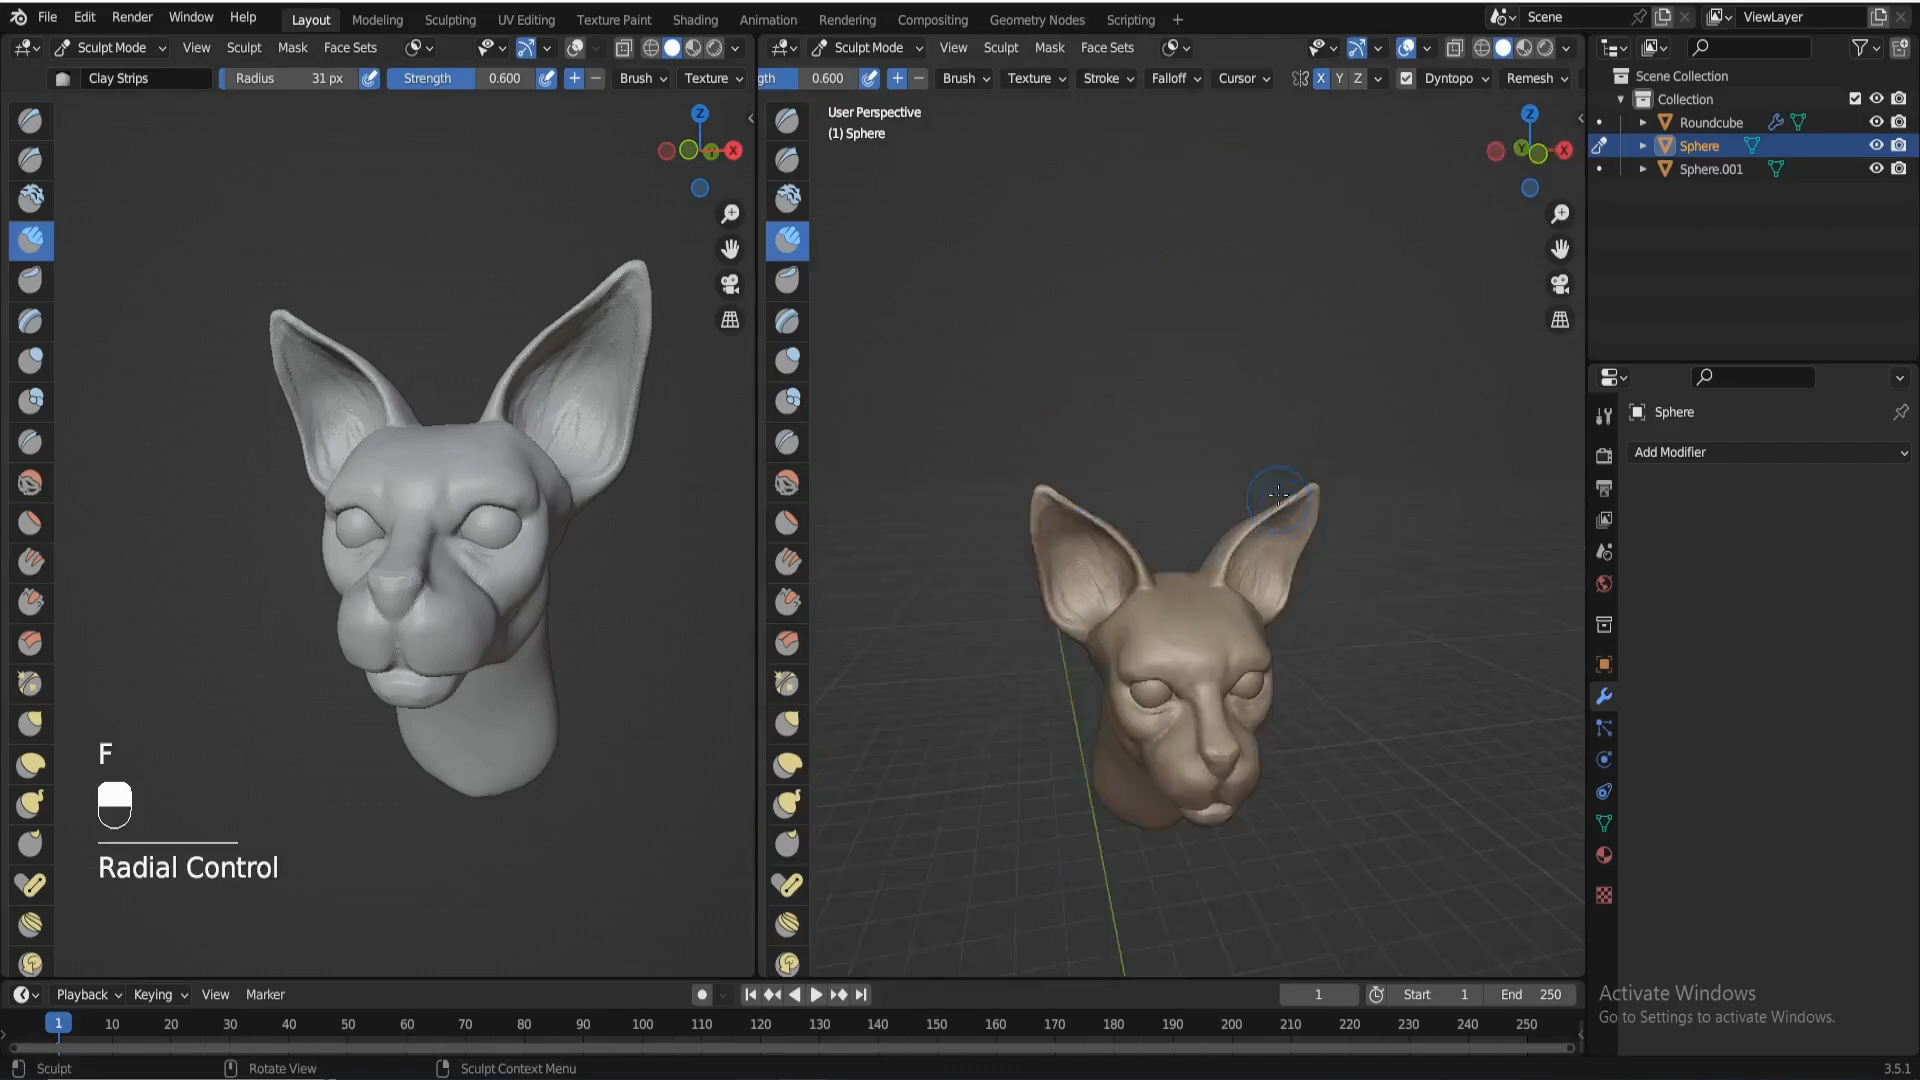 File Edit Render Window Help
Layout Modeling Sculpting UV Editing Texture Paint Shading Animation Rendering Compositing Geometry Nodes Scripting +
Scene
ViewLayer
Sculpt Mode View Sculpt Mask Face Sets
Sculpt Mode View Sculpt Mask Face Sets
Clay Strips Radius 31 px Strength 0.600 Brush Texture
gth 0.600 Brush Texture Stroke Falloff Cursor X Y Z Dyntopo Remesh
Scene Collection
Collection
Roundcube
Sphere
Sphere.001
User Perspective
(1) Sphere
Z
Y
X
Z
Y
X
Sphere
Add Modifier
F
Radial Control
Playback Keying View Marker
1 Start 1 End 250
1 10 20 30 40 50 60 70 80 90 100 110 120 130 140 150 160 170 180 190 200 210 220 230 240 250
Activate Windows
Go to Settings to activate Windows.
Sculpt Rotate View Sculpt Context Menu
3.5.1